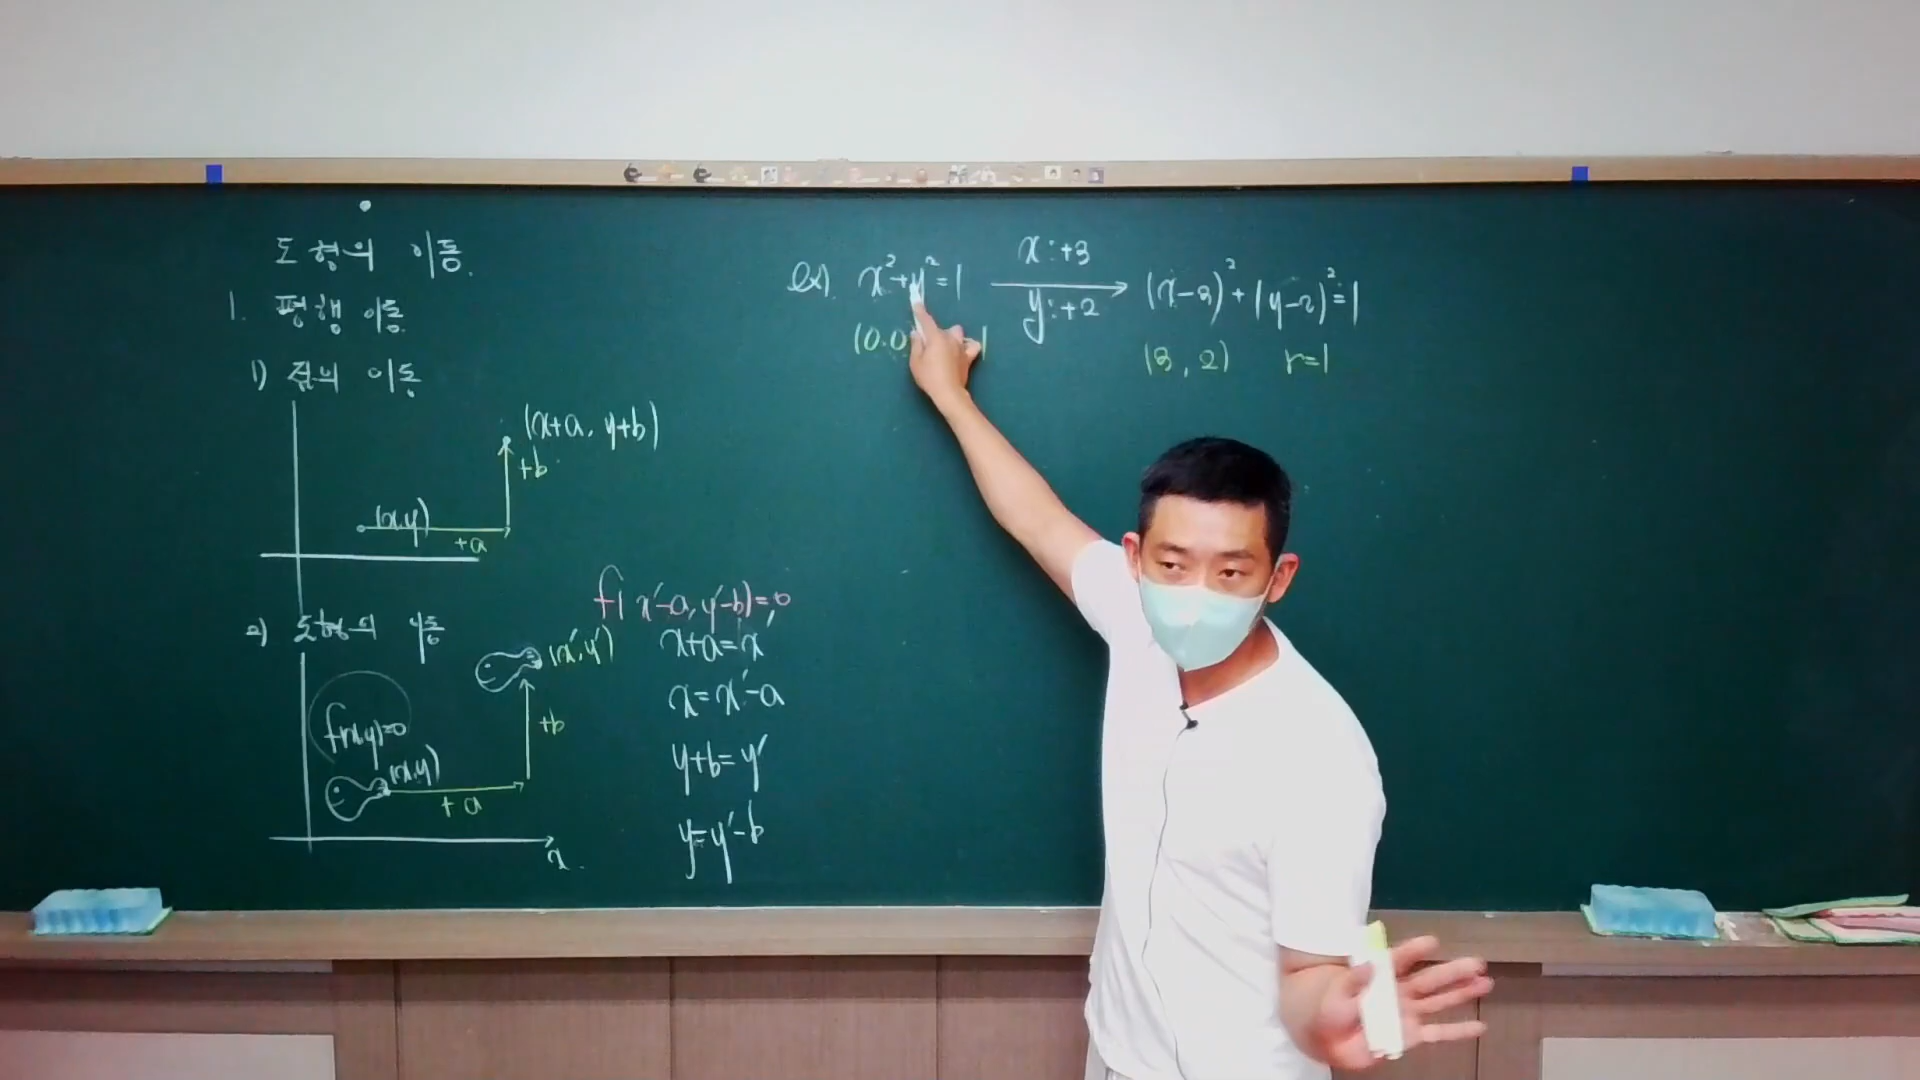 도형의 이동.
1. 평행 이동
1) 점의 이동
(x+a, y+b)
+b
(x,y)
+a
2) 도형의 이동
f(x,y)=0
(x,y)
+a
+b
(x′,y′)
x
f(x′-a, y′-b)=0
x+a=x′
x=x′-a
y+b=y′
y=y′-b
ex) x²+y²=1
x:+3
y:+2
(x-3)²+(y-2)²=1
(0.0 =1
(3, 2) r=1